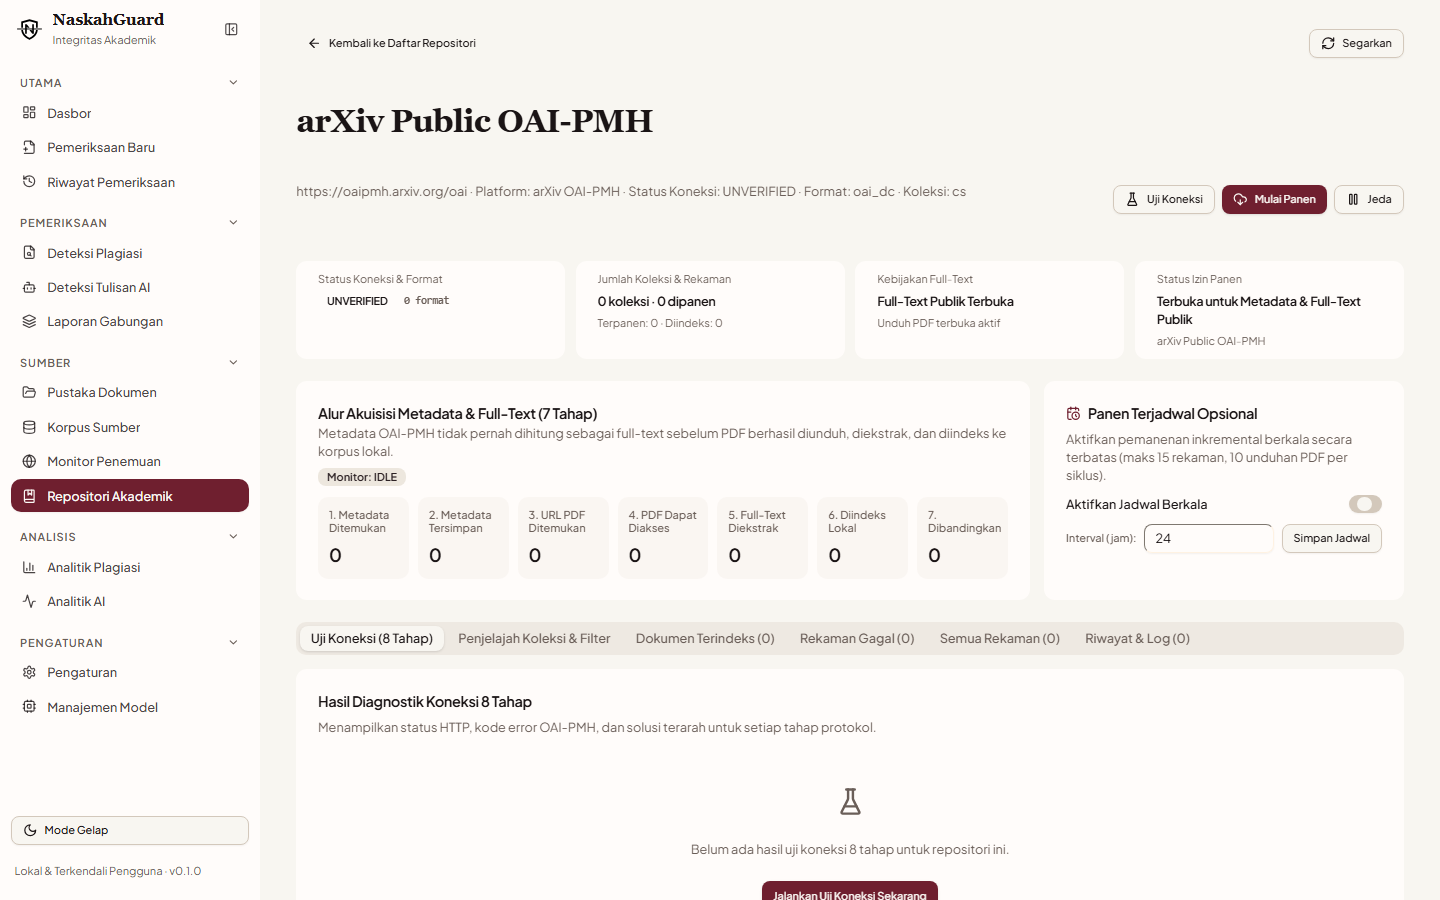 NaskahGuard
Integritas Akademik
UTAMA
Dasbor
Pemeriksaan Baru
Riwayat Pemeriksaan
PEMERIKSAAN
Deteksi Plagiasi
Deteksi Tulisan AI
Laporan Gabungan
SUMBER
Pustaka Dokumen
Korpus Sumber
Monitor Penemuan
Repositori Akademik
ANALISIS
Analitik Plagiasi
Analitik AI
PENGATURAN
Pengaturan
Manajemen Model
Mode Gelap
Lokal & Terkendali Pengguna · v0.1.0
Kembali ke Daftar Repositori
Segarkan
arXiv Public OAI-PMH
https://oaipmh.arxiv.org/oai · Platform: arXiv OAI-PMH · Status Koneksi: UNVERIFIED · Format: oai_dc · Koleksi: cs
Uji Koneksi
Mulai Panen
Jeda
Status Koneksi & Format
UNVERIFIED 0 format
Jumlah Koleksi & Rekaman
0 koleksi · 0 dipanen
Terpanen: 0 · Diindeks: 0
Kebijakan Full-Text
Full-Text Publik Terbuka
Unduh PDF terbuka aktif
Status Izin Panen
Terbuka untuk Metadata & Full-Text
Publik
arXiv Public OAI-PMH
Alur Akuisisi Metadata & Full-Text (7 Tahap)
Metadata OAI-PMH tidak pernah dihitung sebagai full-text sebelum PDF berhasil diunduh, diekstrak, dan diindeks ke
korpus lokal.
Monitor: IDLE
1. Metadata
Ditemukan
0
2. Metadata
Tersimpan
0
3. URL PDF
Ditemukan
0
4. PDF Dapat
Diakses
0
5. Full-Text
Diekstrak
0
6. Diindeks
Lokal
0
7.
Dibandingkan
0
Panen Terjadwal Opsional
Aktifkan pemanenan inkremental berkala secara
terbatas (maks 15 rekaman, 10 unduhan PDF per
siklus).
Aktifkan Jadwal Berkala
Interval (jam):
24
Simpan Jadwal
Uji Koneksi (8 Tahap)
Penjelajah Koleksi & Filter
Dokumen Terindeks (0)
Rekaman Gagal (0)
Semua Rekaman (0)
Riwayat & Log (0)
Hasil Diagnostik Koneksi 8 Tahap
Menampilkan status HTTP, kode error OAI-PMH, dan solusi terarah untuk setiap tahap protokol.
Belum ada hasil uji koneksi 8 tahap untuk repositori ini.
Jalankan Uji Koneksi Sekarang